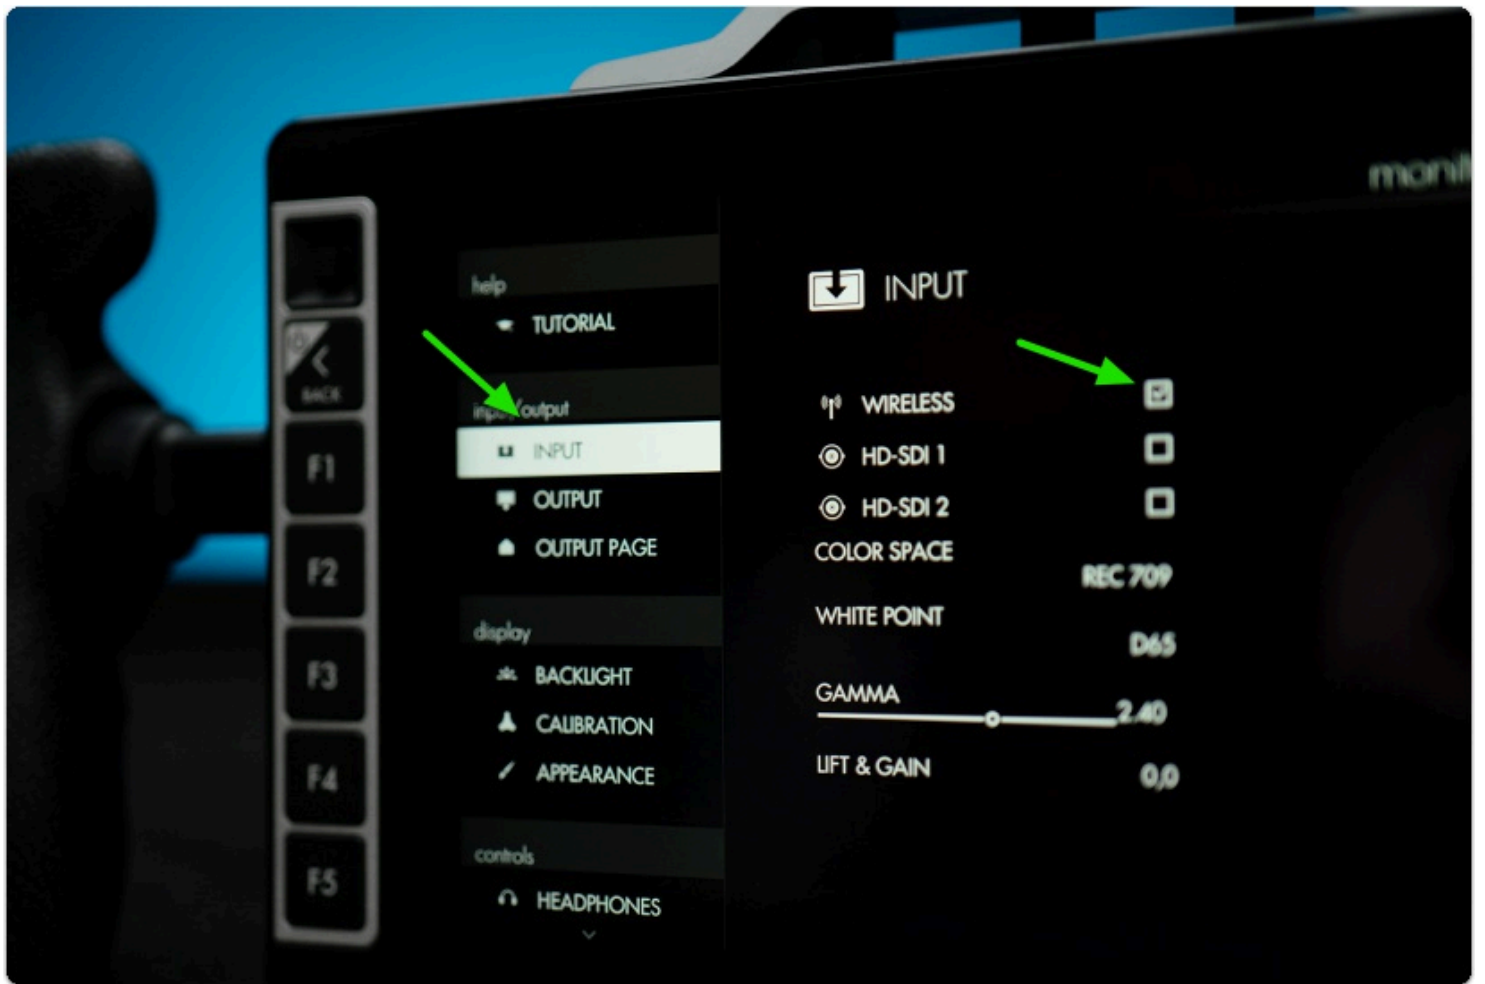 BACK
F1
F2
F3
F4
F5
help
TUTORIAL
output
INPUT
OUTPUT
OUTPUT PAGE
display
BACKLIGHT
CALIBRATION
APPEARANCE
controls
HEADPHONES
INPUT
WIRELESS
HD-SDI 1
HD-SDI 2
COLOR SPACE
REC 709
WHITE POINT
D65
GAMMA
2.40
LIFT & GAIN
0,0